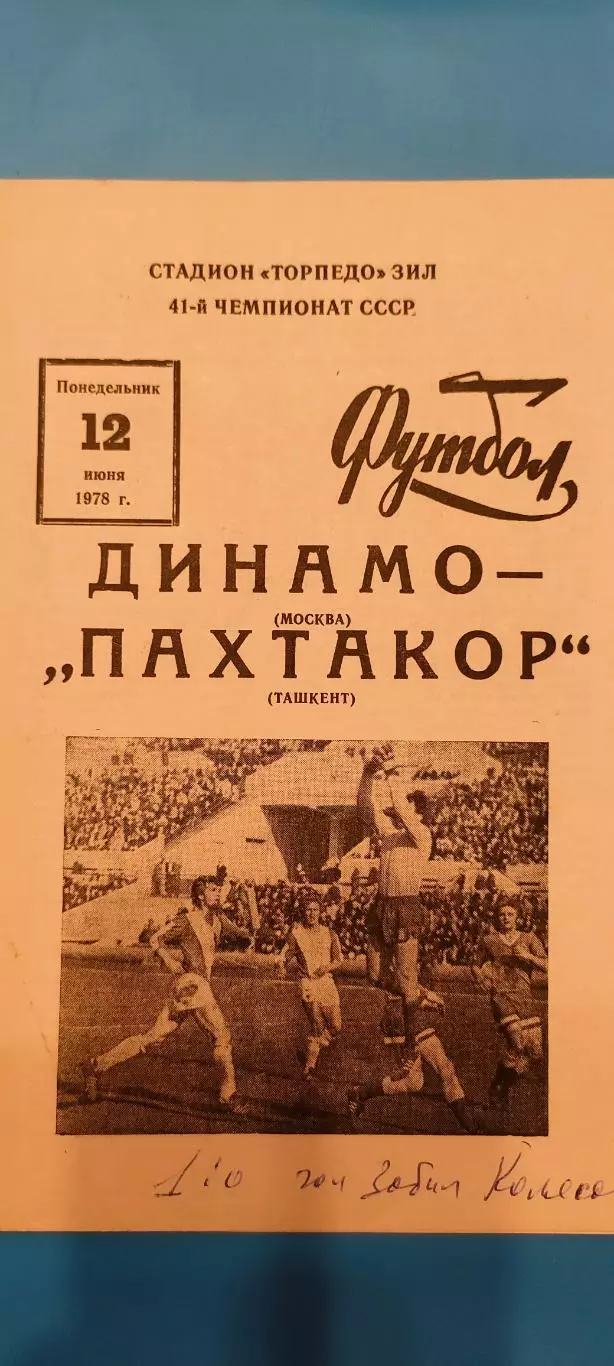 СТАДИОН «ТОРПЕДО» ЗИЛ
41-й ЧЕМПИОНАТ СССР.
Понедельник
12
июня
1978 г.
Футбол
ДИНАМО—
(МОСКВА)
„ПАХТАКОР“
(ТАШКЕНТ)
1:0 гол забил Колесо